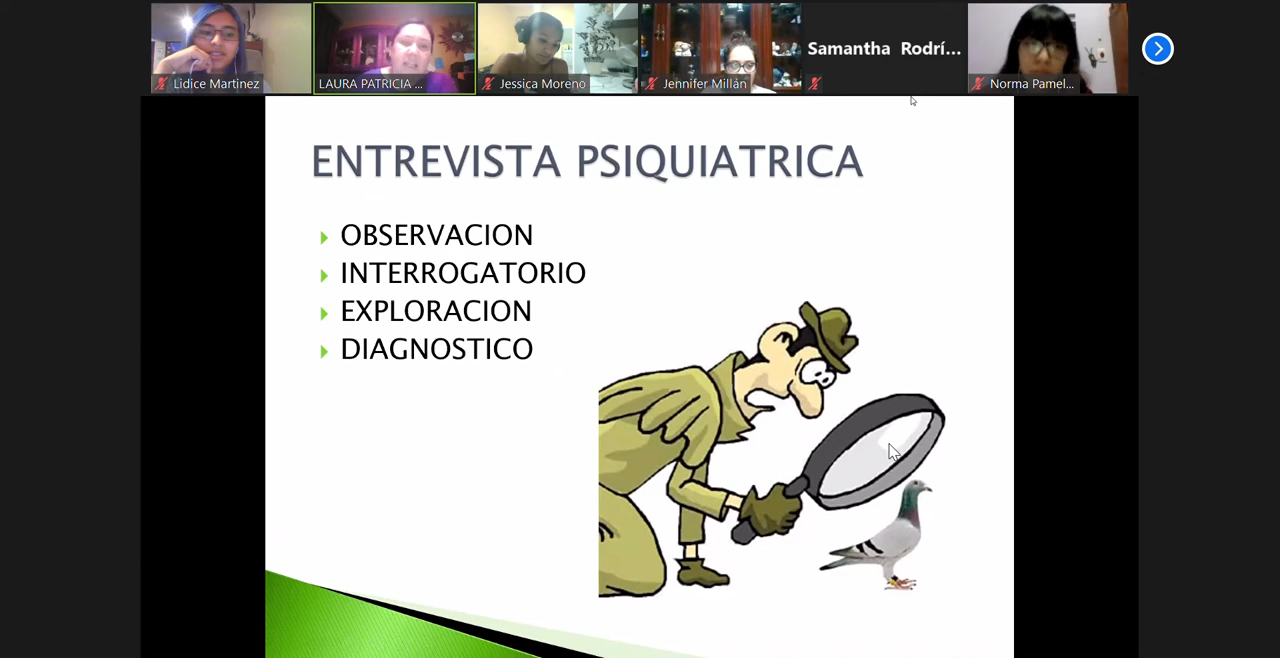 Lidice Martinez
LAURA PATRICIA ...
Jessica Moreno
Jennifer Millán
Samantha Rodrí...
Norma Pamel...
ENTREVISTA PSIQUIATRICA
OBSERVACION
INTERROGATORIO
EXPLORACION
DIAGNOSTICO